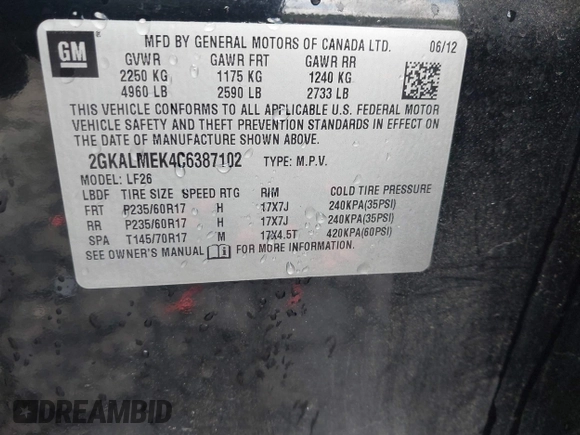 GM
MFD BY GENERAL MOTORS OF CANADA LTD. 06/12
GVWR GAWR FRT GAWR RR
2250 KG 1175 KG 1240 KG
4960 LB 2590 LB 2733 LB
THIS VEHICLE CONFORMS TO ALL APPLICABLE U.S. FEDERAL MOTOR
VEHICLE SAFETY AND THEFT PREVENTION STANDARDS IN EFFECT ON
THE DATE OF MANUFACTURE SHOWN ABOVE.
2GKALMEK4C6387102 TYPE: M.P.V.
MODEL: LF26
LBDF TIRE SIZE SPEED RTG RIM COLD TIRE PRESSURE
FRT P235/60R17 H 17X7J 240KPA(35PSI)
RR P235/60R17 H 17X7J 240KPA(35PSI)
SPA T145/70R17 M 17X4.5T 420KPA(60PSI)
SEE OWNER'S MANUAL FOR MORE INFORMATION.
DREAMBID